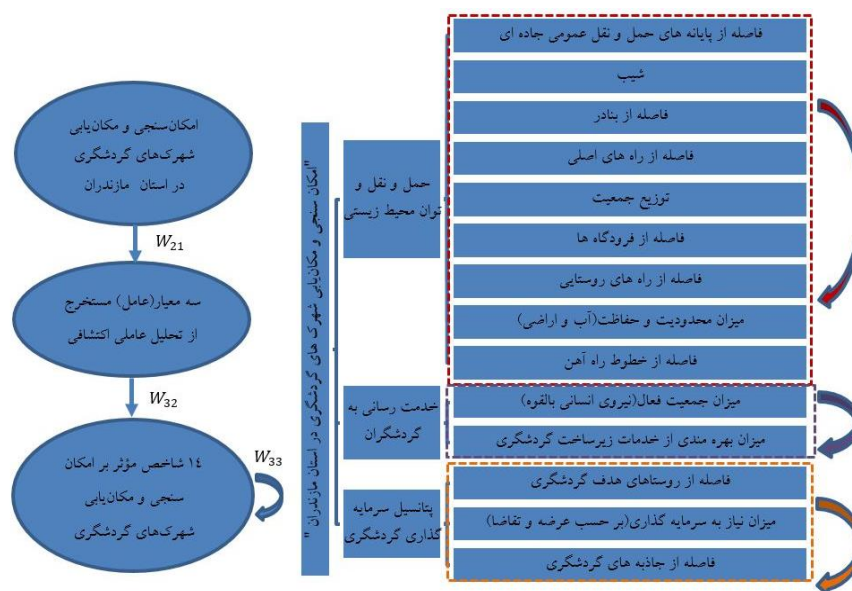 امکان‌سنجی و مکان‌یابی
شهرک‌های گردشگری
در استان مازندران
W21
سه معیار(عامل) مستخرج
از تحلیل عاملی اکتشافی
W32
۱٤ شاخص مؤثر بر امکان
سنجی و مکان‌یابی
شهرک‌های گردشگری
W33
"امکان سنجی و مکان‌یابی شهرک های گردشگری در استان مازندران "
حمل و نقل و
توان محیط زیستی
فاصله از پایانه های حمل و نقل عمومی جاده ای
شیب
فاصله از بنادر
فاصله از راه های اصلی
توزیع جمعیت
فاصله از فرودگاه ها
فاصله از راه های روستایی
میزان محدودیت و حفاظت(آب و اراضی)
فاصله از خطوط راه آهن
خدمت رسانی به
گردشگران
میزان جمعیت فعال(نیروی انسانی بالقوه)
میزان بهره مندی از خدمات زیرساخت گردشگری
پتانسیل سرمایه
گذاری گردشگری
فاصله از روستاهای هدف گردشگری
میزان نیاز به سرمایه گذاری(بر حسب عرضه و تقاضا)
فاصله از جاذبه های گردشگری